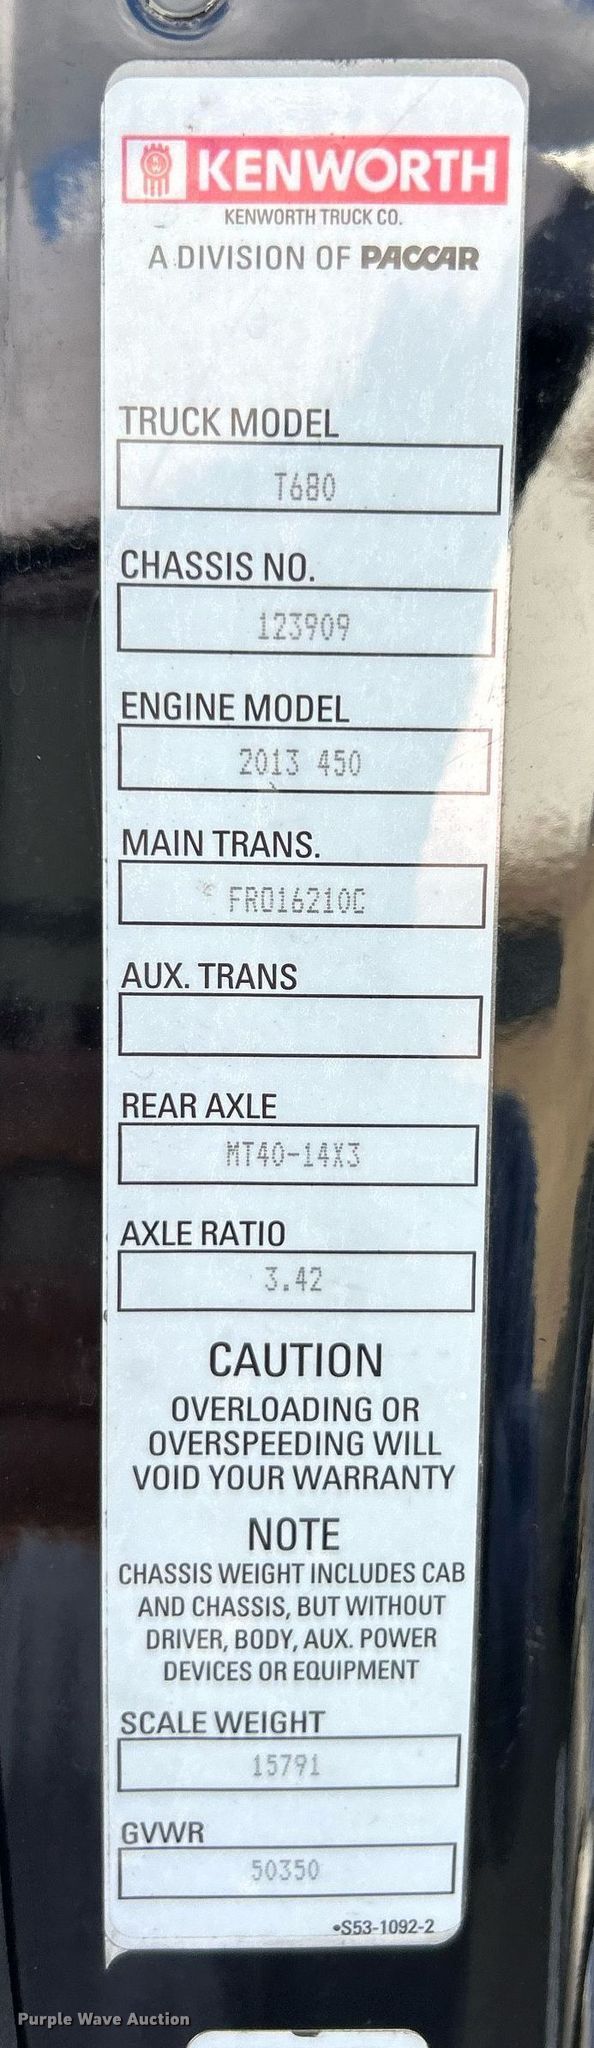 KENWORTH
KENWORTH TRUCK CO.
A DIVISION OF PACCAR
TRUCK MODEL
T680
CHASSIS NO.
123909
ENGINE MODEL
2013 450
MAIN TRANS.
FRO16210C
AUX. TRANS
REAR AXLE
MT40-14X3
AXLE RATIO
3.42
CAUTION
OVERLOADING OR
OVERSPEEDING WILL
VOID YOUR WARRANTY
NOTE
CHASSIS WEIGHT INCLUDES CAB
AND CHASSIS, BUT WITHOUT
DRIVER, BODY, AUX. POWER
DEVICES OR EQUIPMENT
SCALE WEIGHT
15791
GVWR
50350
•S53-1092-2
Purple Wave Auction